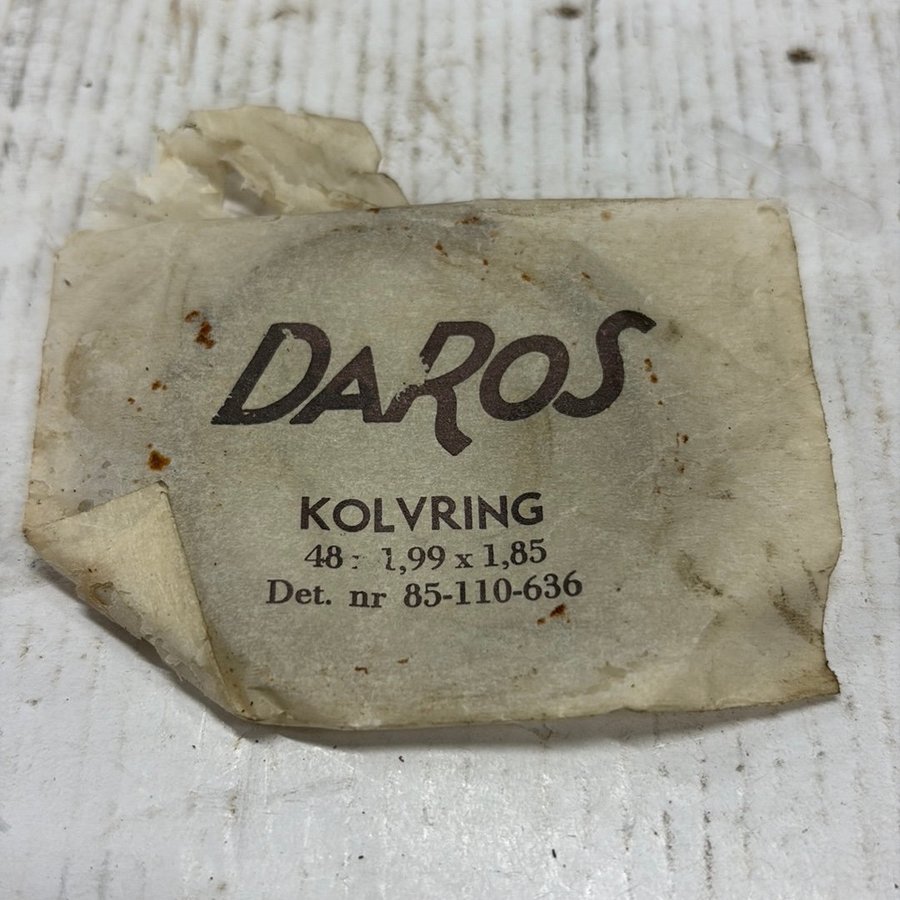 DAROS
KOLVRING
48 x 1,99 x 1,85
Det. nr 85-110-636